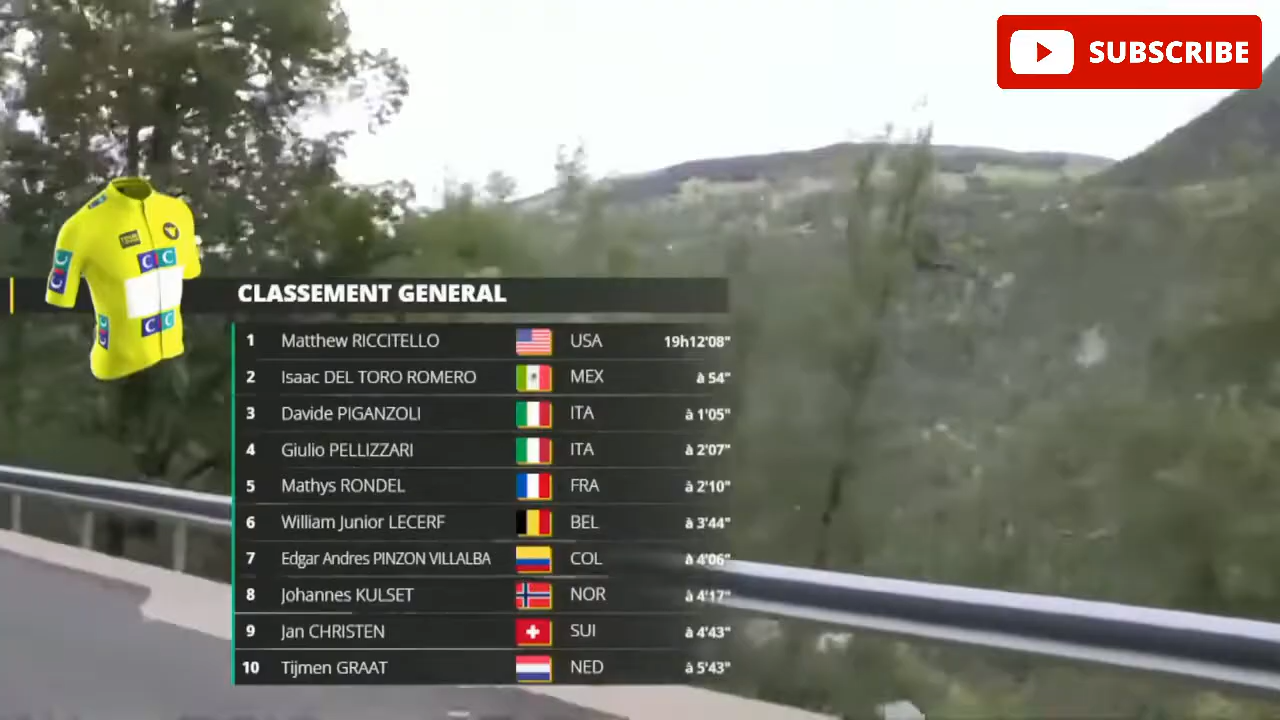 SUBSCRIBE
CLASSEMENT GENERAL
1 Matthew RICCITELLO USA 19h12'08"
2 Isaac DEL TORO ROMERO MEX à 54"
3 Davide PIGANZOLI ITA à 1'05"
4 Giulio PELLIZZARI ITA à 2'07"
5 Mathys RONDEL FRA à 2'10"
6 William Junior LECERF BEL à 3'44"
7 Edgar Andres PINZON VILLALBA COL à 4'06"
8 Johannes KULSET NOR à 4'17"
9 Jan CHRISTEN SUI à 4'43"
10 Tijmen GRAAT NED à 5'43"